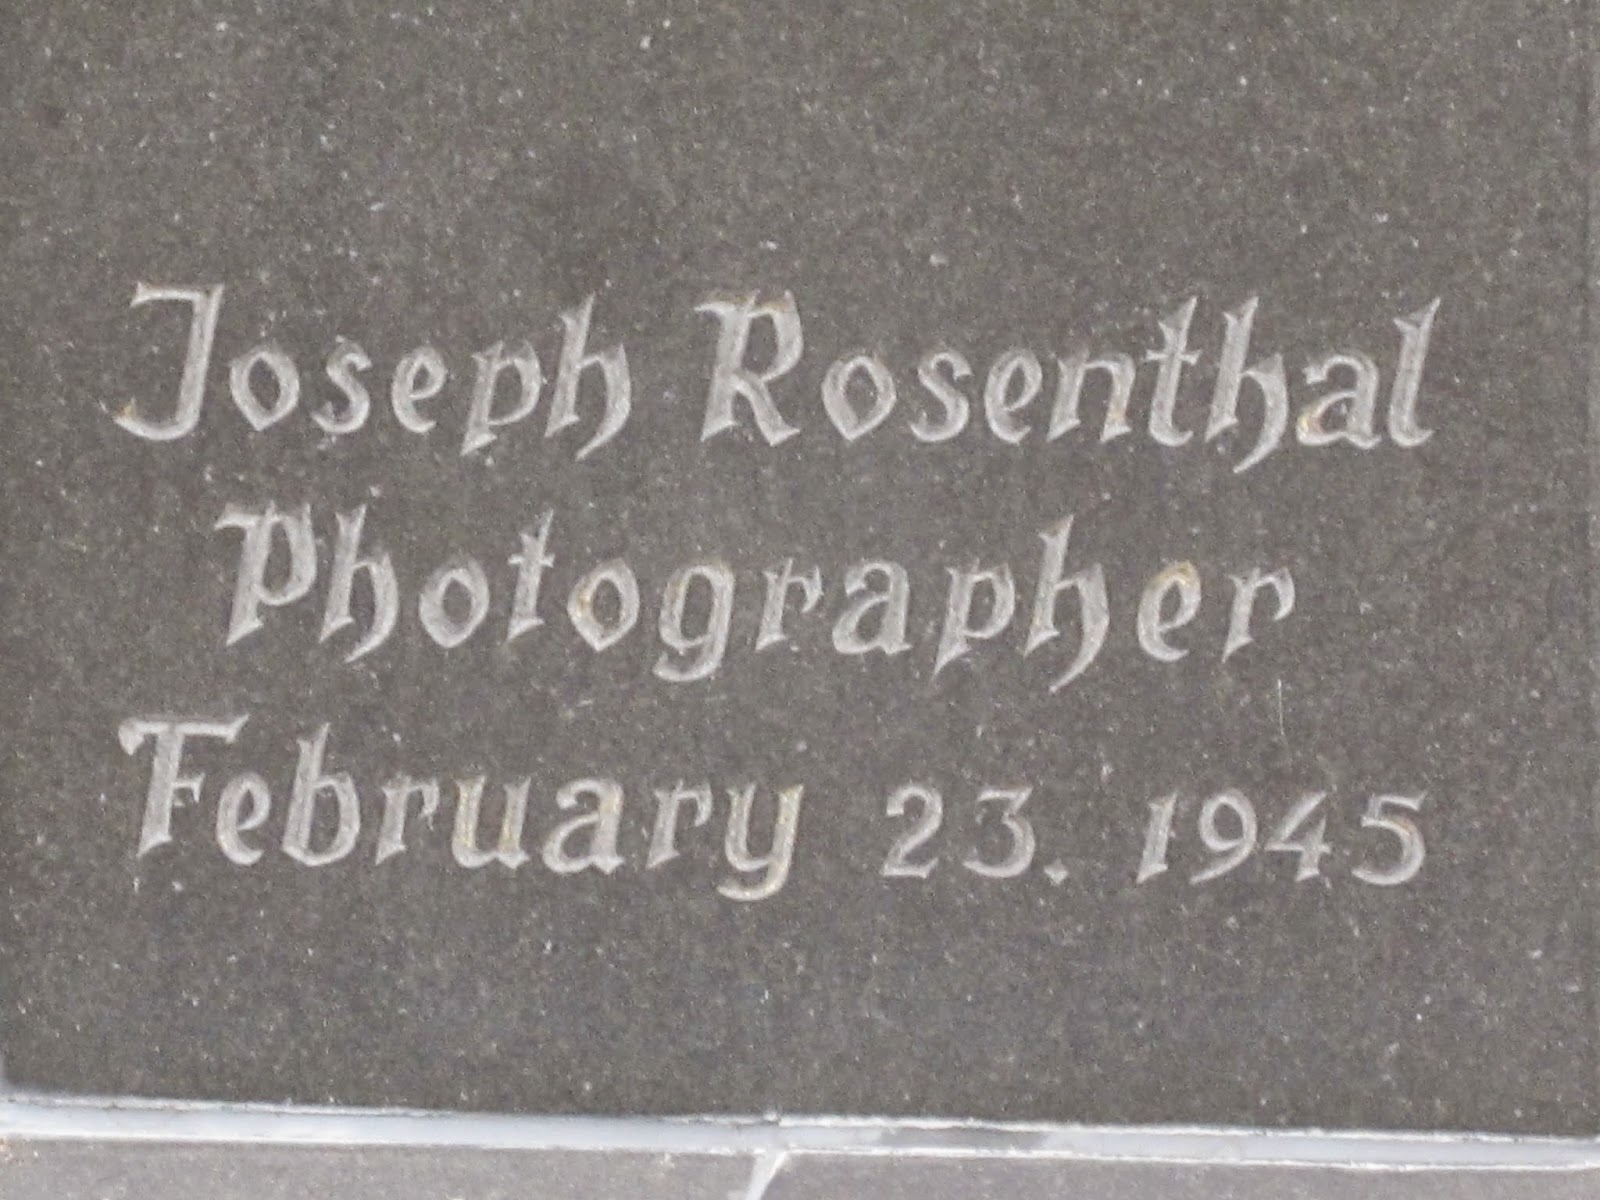 Joseph Rosenthal
Photographer
February 23. 1945